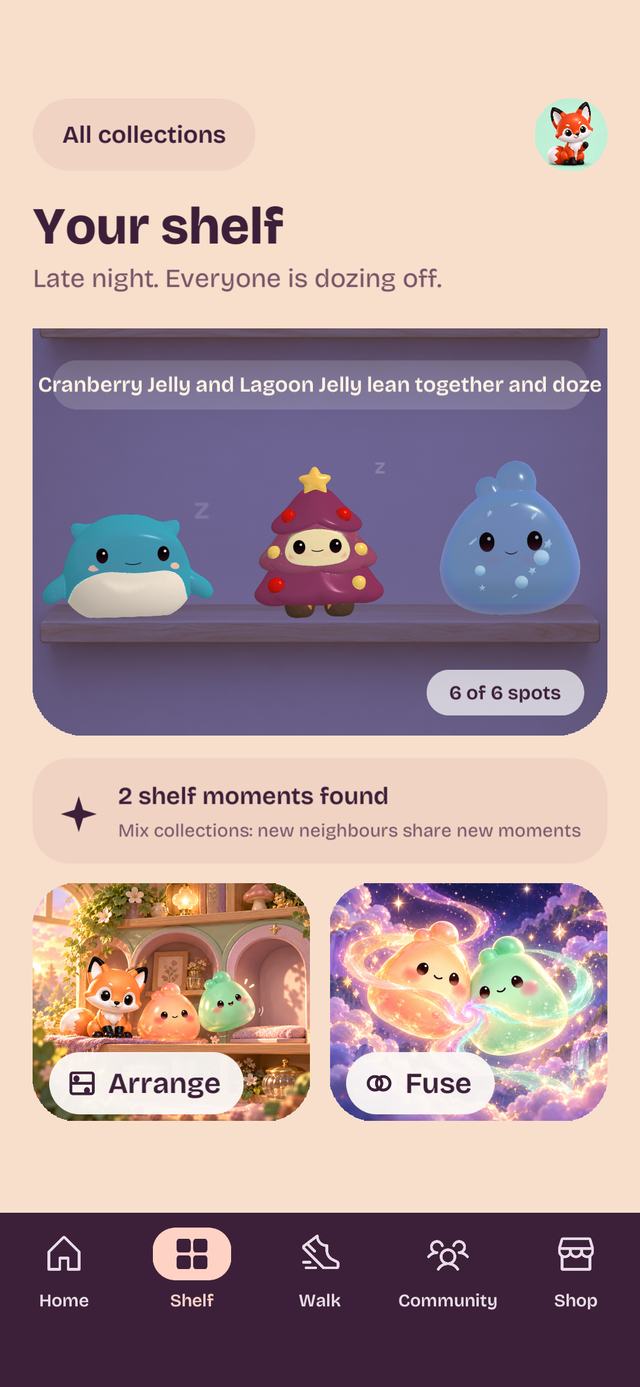 All collections
Your shelf
Late night. Everyone is dozing off.
Cranberry Jelly and Lagoon Jelly lean together and doze
z
z
6 of 6 spots
2 shelf moments found
Mix collections: new neighbours share new moments
Arrange
Fuse
Home
Shelf
Walk
Community
Shop